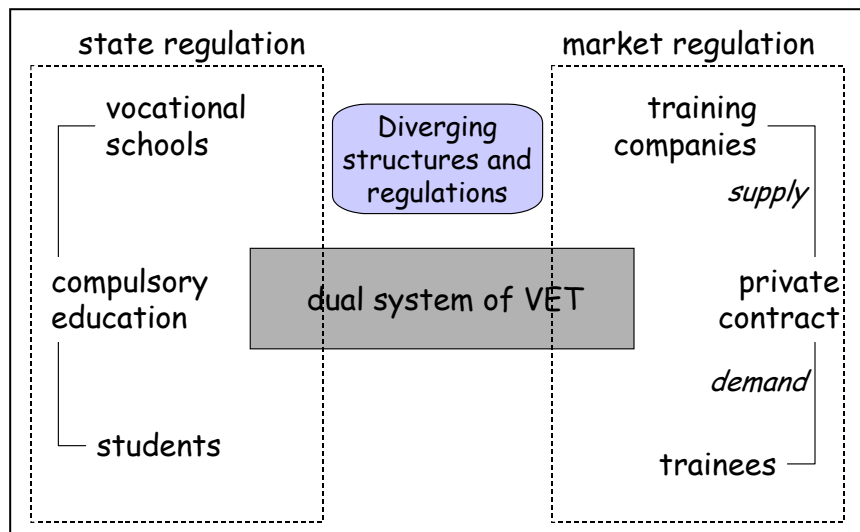 state regulation
market regulation
vocational
schools
Diverging
structures and
regulations
training
companies
supply
compulsory
education
dual system of VET
private
contract
demand
students
trainees